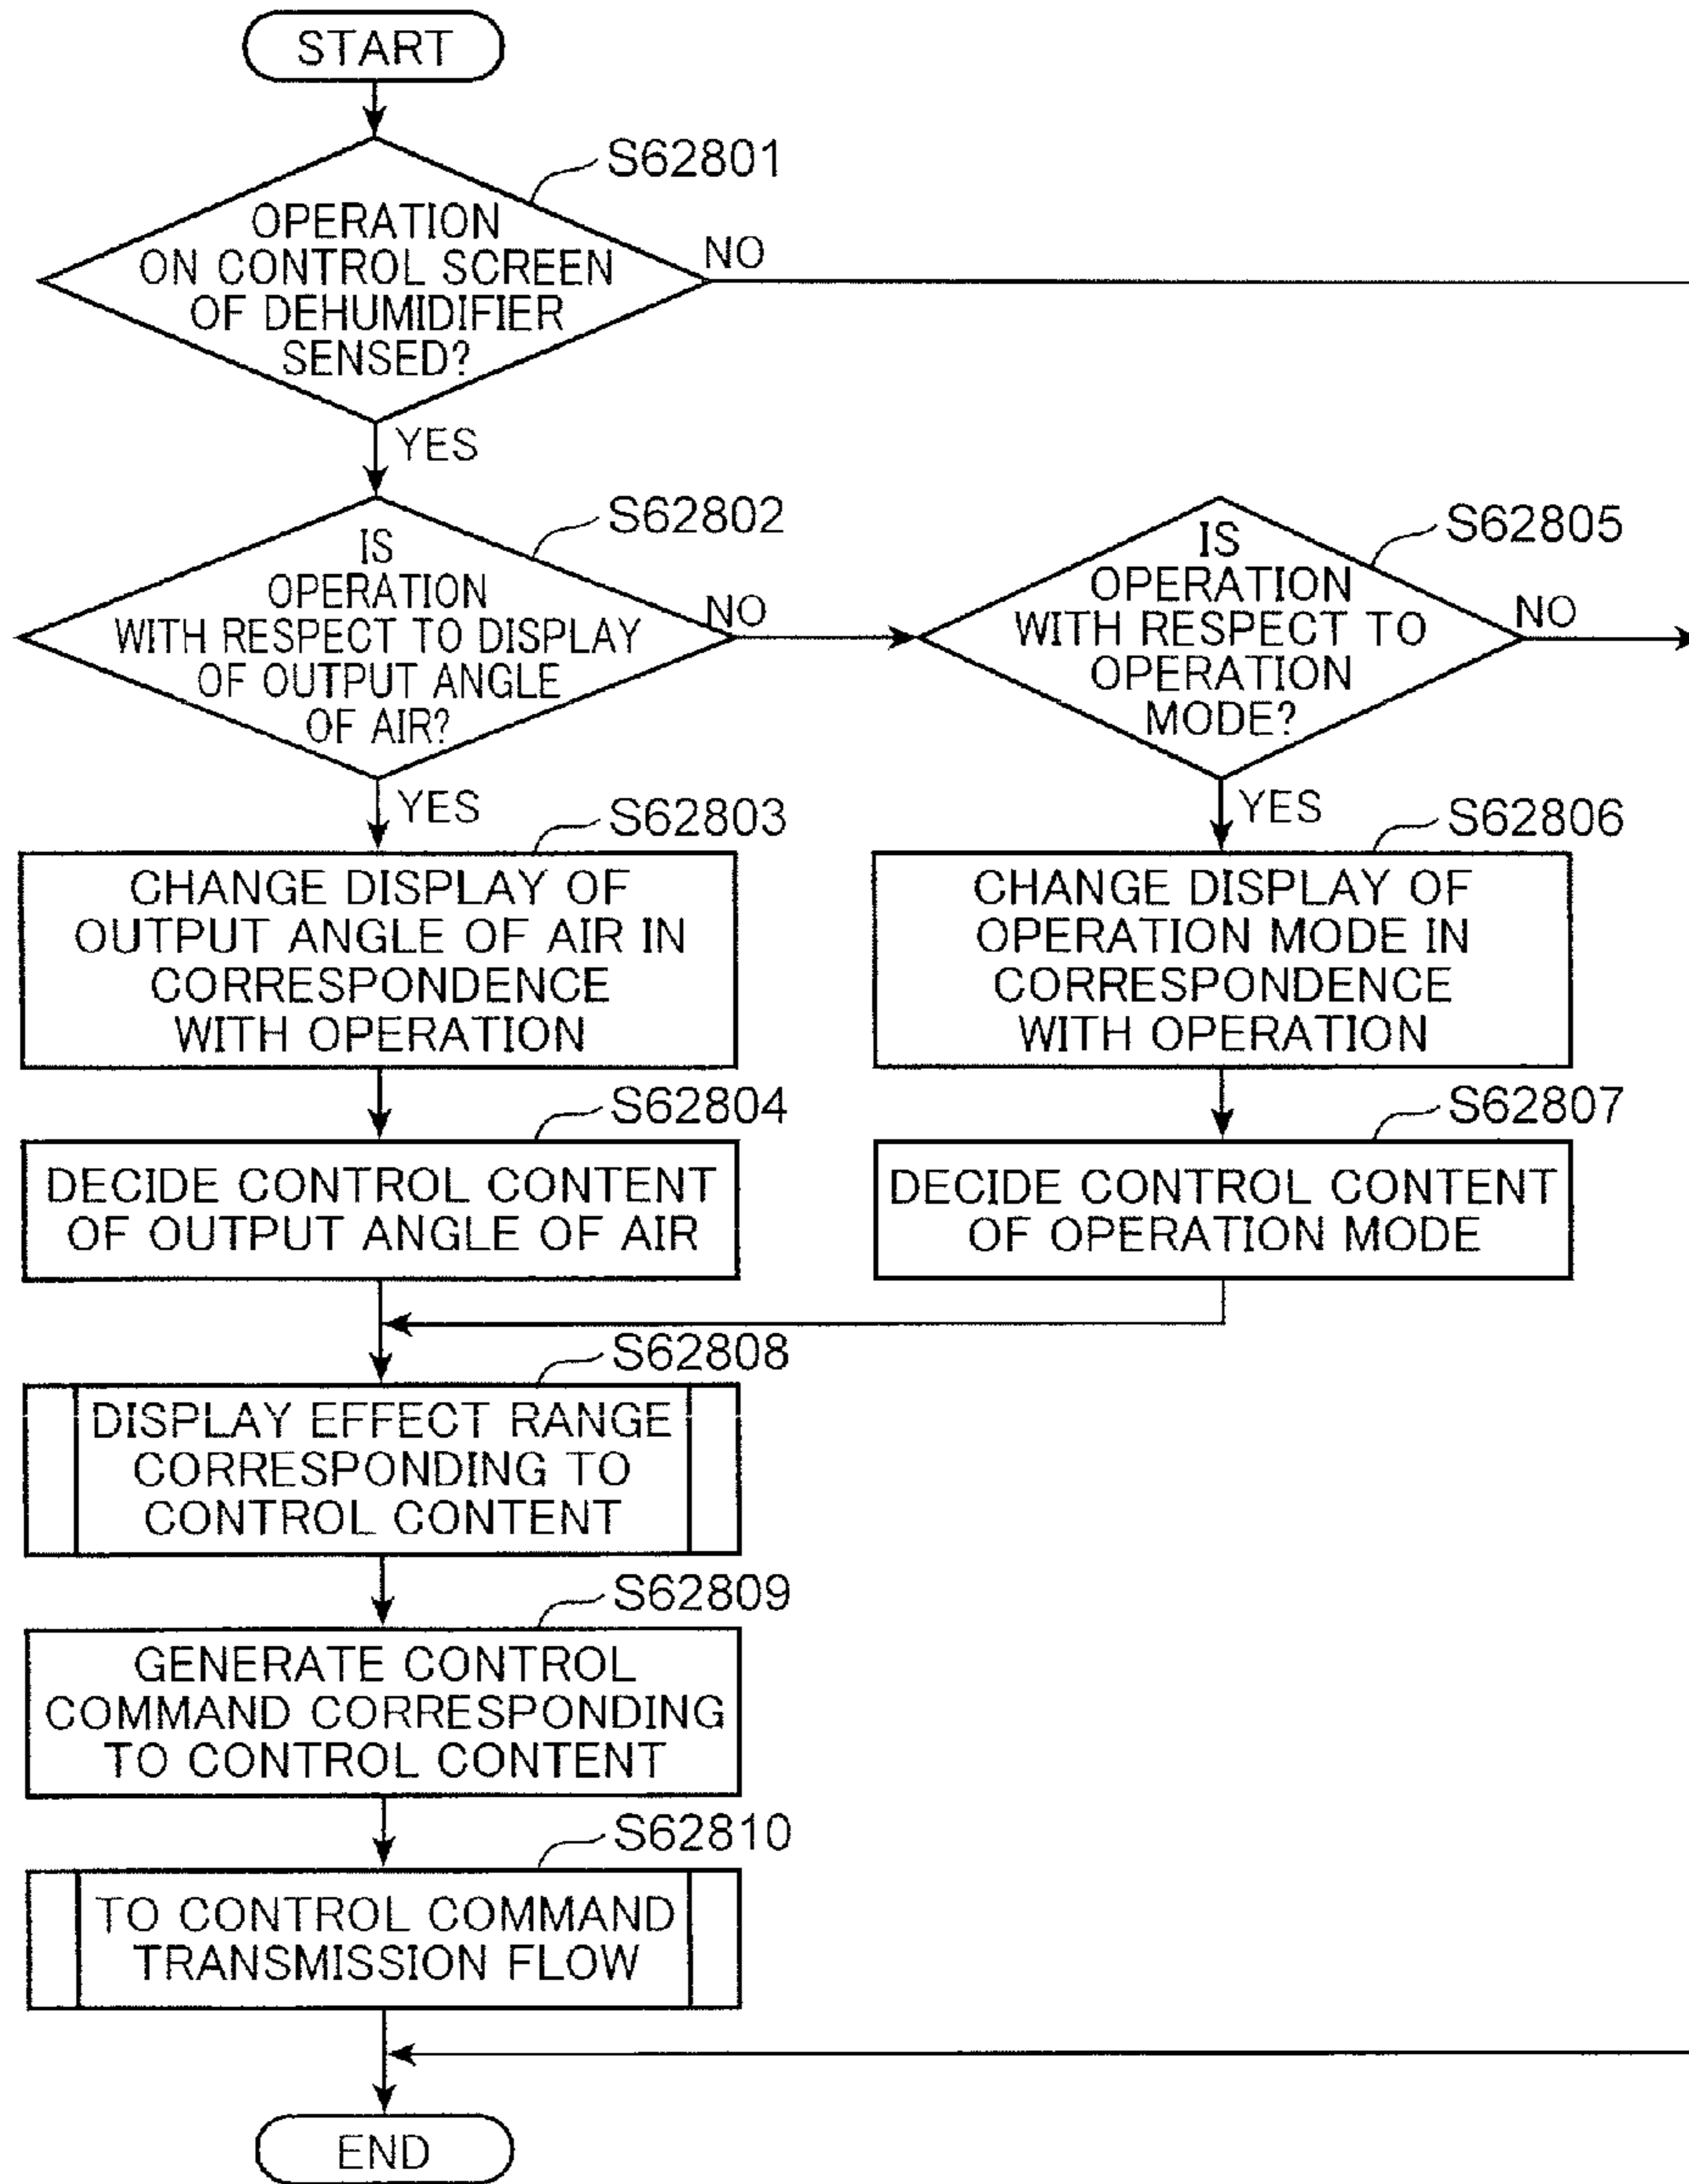 START
S62801
OPERATION
ON CONTROL SCREEN
OF DEHUMIDIFIER
SENSED?
NO
YES
S62802
IS
OPERATION
WITH RESPECT TO DISPLAY
OF OUTPUT ANGLE
OF AIR?
NO
S62805
IS
OPERATION
WITH RESPECT TO
OPERATION
MODE?
NO
YES
S62803
CHANGE DISPLAY OF
OUTPUT ANGLE OF AIR IN
CORRESPONDENCE
WITH OPERATION
YES
S62806
CHANGE DISPLAY OF
OPERATION MODE IN
CORRESPONDENCE
WITH OPERATION
S62804
DECIDE CONTROL CONTENT
OF OUTPUT ANGLE OF AIR
S62807
DECIDE CONTROL CONTENT
OF OPERATION MODE
S62808
DISPLAY EFFECT RANGE
CORRESPONDING TO
CONTROL CONTENT
S62809
GENERATE CONTROL
COMMAND CORRESPONDING
TO CONTROL CONTENT
S62810
TO CONTROL COMMAND
TRANSMISSION FLOW
END